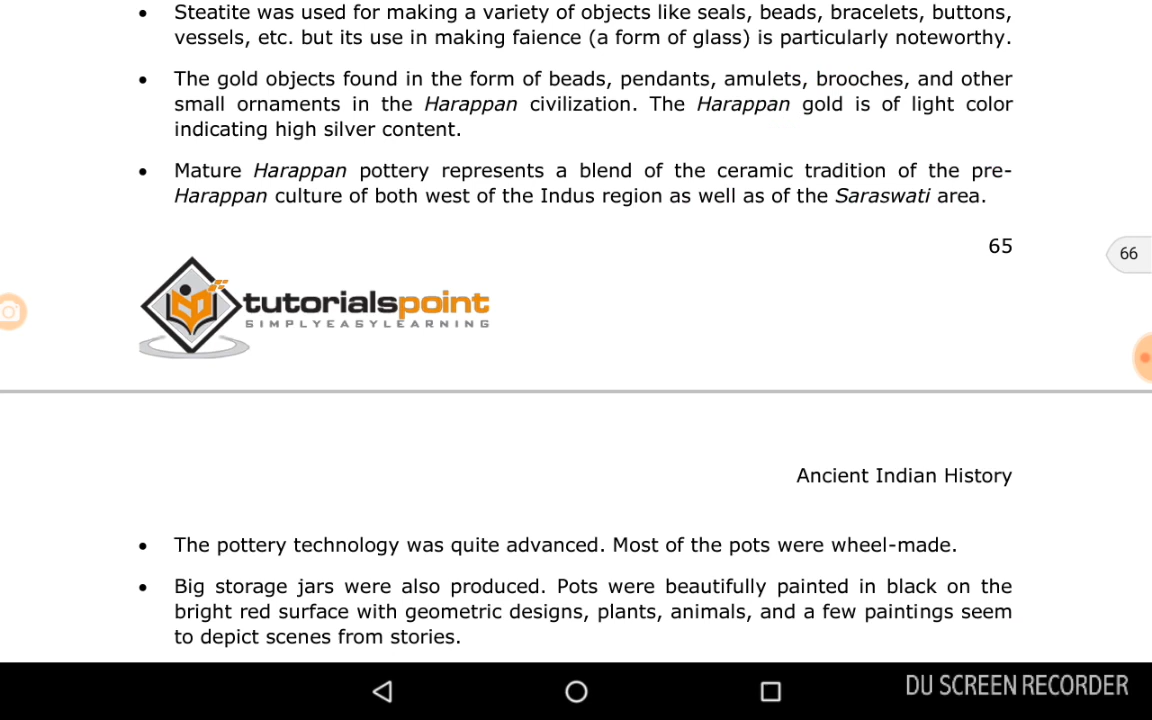 • Steatite was used for making a variety of objects like seals, beads, bracelets, buttons,
vessels, etc. but its use in making faience (a form of glass) is particularly noteworthy.
• The gold objects found in the form of beads, pendants, amulets, brooches, and other
small ornaments in the Harappan civilization. The Harappan gold is of light color
indicating high silver content.
• Mature Harappan pottery represents a blend of the ceramic tradition of the pre-
Harappan culture of both west of the Indus region as well as of the Saraswati area.
65
66
tutorialspoint
SIMPLYEASYLEARNING
Ancient Indian History
• The pottery technology was quite advanced. Most of the pots were wheel-made.
• Big storage jars were also produced. Pots were beautifully painted in black on the
bright red surface with geometric designs, plants, animals, and a few paintings seem
to depict scenes from stories.
DU SCREEN RECORDER